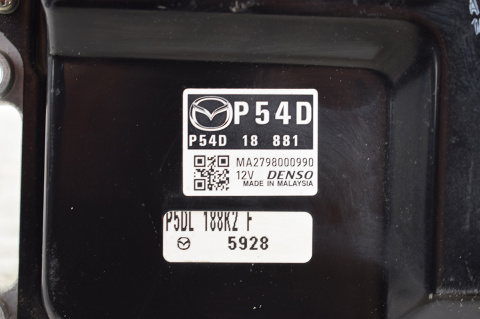 P54D
P54D 18 881
MA2798000990
12V DENSO
MADE IN MALAYSIA
P5DL 188K2 F
5928